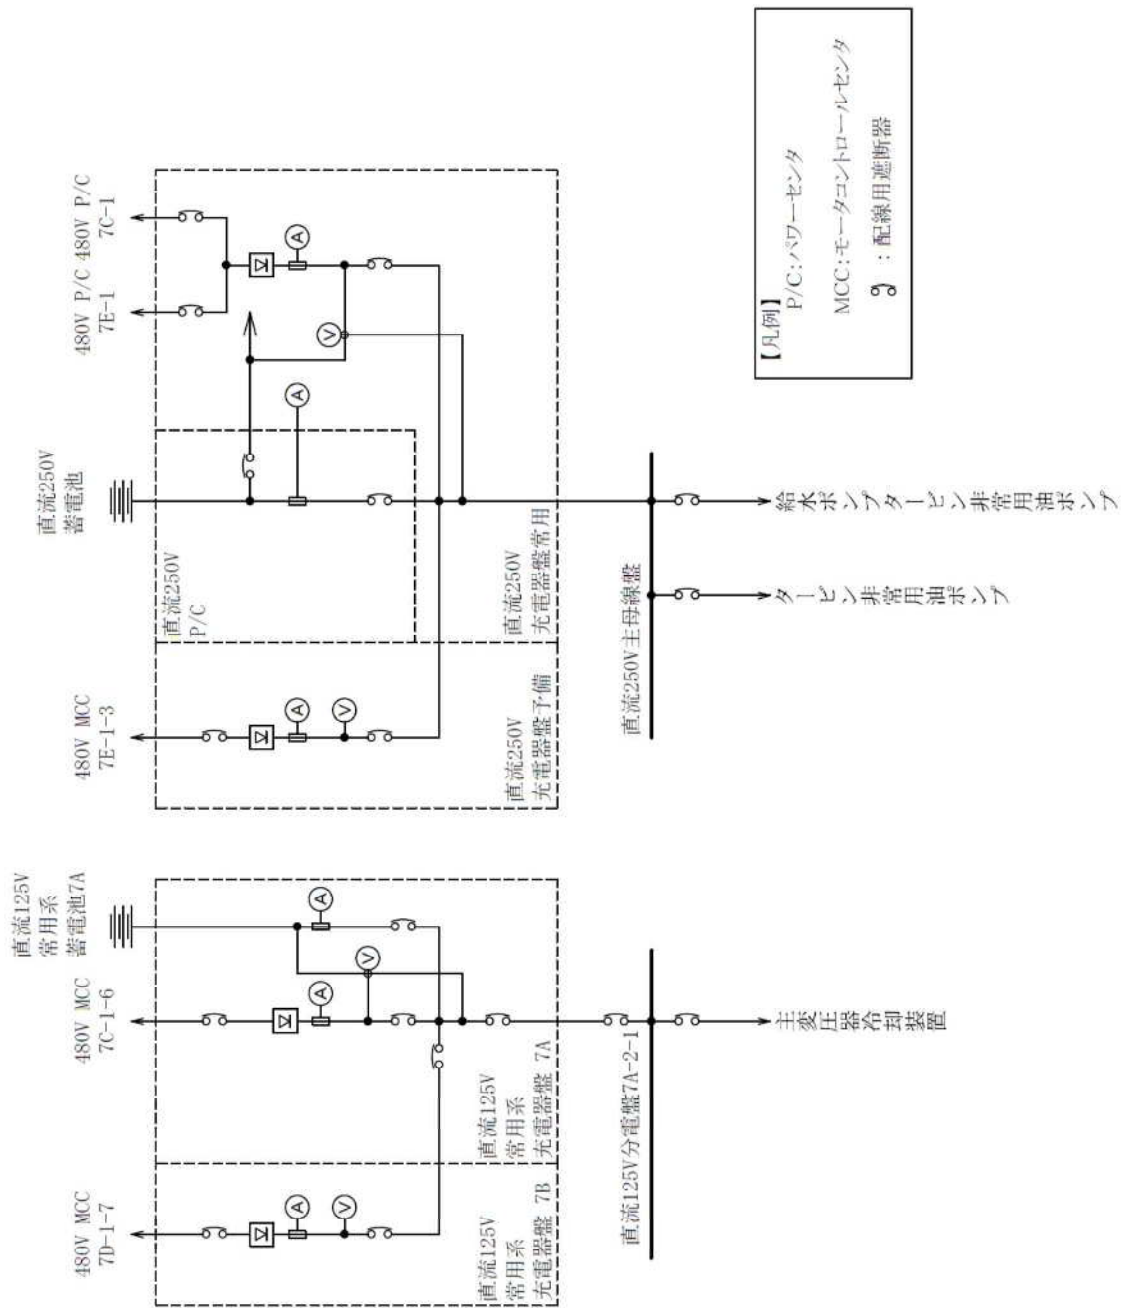 480V MCC
7D-1-7
480V MCC
7C-1-6
直流125V
常用系
蓄電池7A
直流125V
常用系
充電器盤 7B
直流125V
常用系
充電器盤 7A
A
V
A
V
A
直流125V分電盤7A-2-1
主変圧器冷却装置
480V MCC
7E-1-3
直流250V
蓄電池
480V P/C
7E-1
480V P/C
7C-1
直流250V
P/C
直流250V
充電器盤予備
直流250V
充電器盤常用
A
V
A
V
A
直流250V主母線盤
タービン非常用油ポンプ
給水ポンプタービン非常用油ポンプ
【凡例】
P/C:パワーセンタ
MCC:モータコントロールセンタ
:配線用遮断器